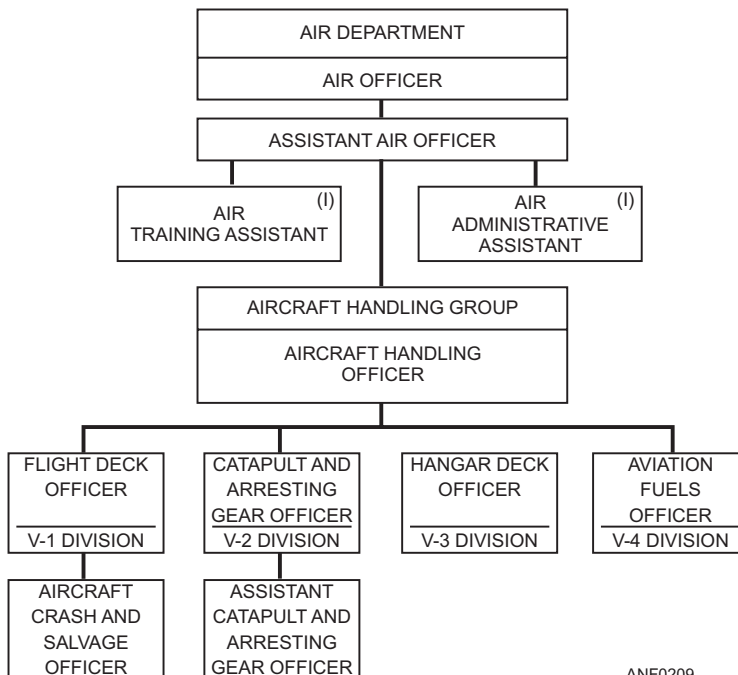 AIR DEPARTMENT
AIR OFFICER
ASSISTANT AIR OFFICER
(I)
AIR
TRAINING ASSISTANT
(I)
AIR
ADMINISTRATIVE
ASSISTANT
AIRCRAFT HANDLING GROUP
AIRCRAFT HANDLING
OFFICER
FLIGHT DECK
OFFICER
V-1 DIVISION
CATAPULT AND
ARRESTING
GEAR OFFICER
V-2 DIVISION
HANGAR DECK
OFFICER
V-3 DIVISION
AVIATION
FUELS
OFFICER
V-4 DIVISION
AIRCRAFT
CRASH AND
SALVAGE
OFFICER
ASSISTANT
CATAPULT AND
ARRESTING
GEAR OFFICER
ANF0209